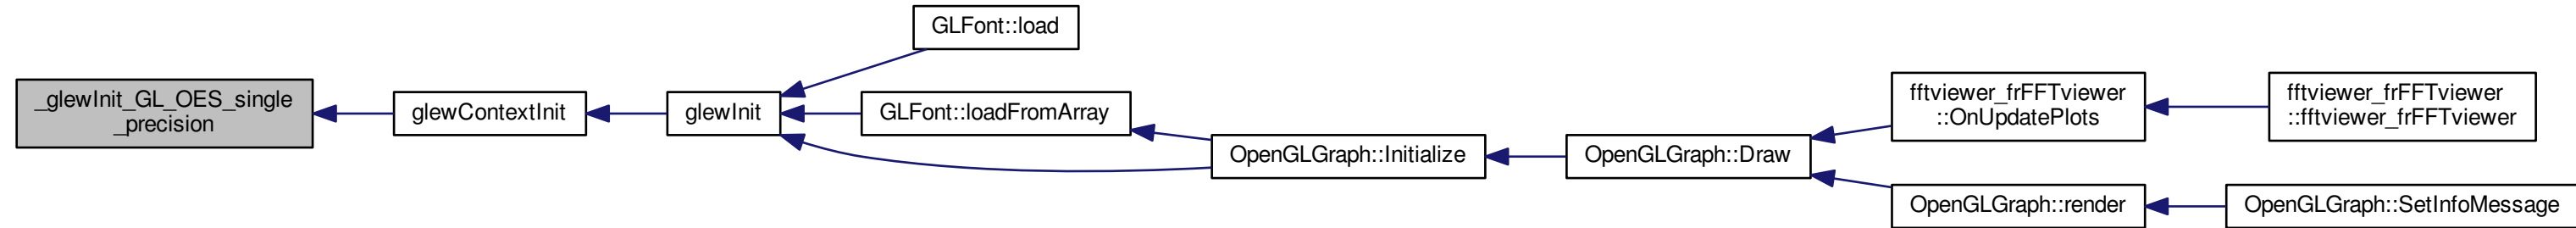 GLFont::load
_glewInit_GL_OES_single
_precision
glewContextInit
glewInit
GLFont::loadFromArray
OpenGLGraph::Initialize
OpenGLGraph::Draw
fftviewer_frFFTviewer
::OnUpdatePlots
fftviewer_frFFTviewer
::fftviewer_frFFTviewer
OpenGLGraph::render
OpenGLGraph::SetInfoMessage